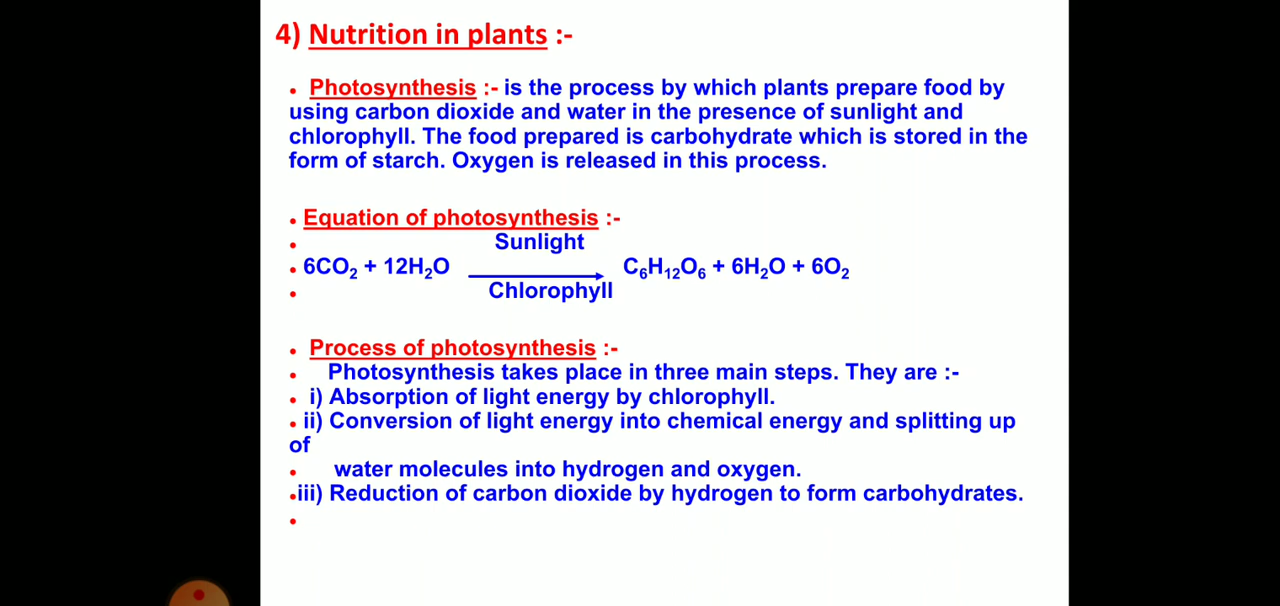 4) Nutrition in plants :-
• Photosynthesis :- is the process by which plants prepare food by
using carbon dioxide and water in the presence of sunlight and
chlorophyll. The food prepared is carbohydrate which is stored in the
form of starch. Oxygen is released in this process.
• Equation of photosynthesis :-
• Sunlight
• 6CO₂ + 12H₂O → C₆H₁₂O₆ + 6H₂O + 6O₂
• Chlorophyll
• Process of photosynthesis :-
• Photosynthesis takes place in three main steps. They are :-
• i) Absorption of light energy by chlorophyll.
• ii) Conversion of light energy into chemical energy and splitting up
of
• water molecules into hydrogen and oxygen.
•iii) Reduction of carbon dioxide by hydrogen to form carbohydrates.
•